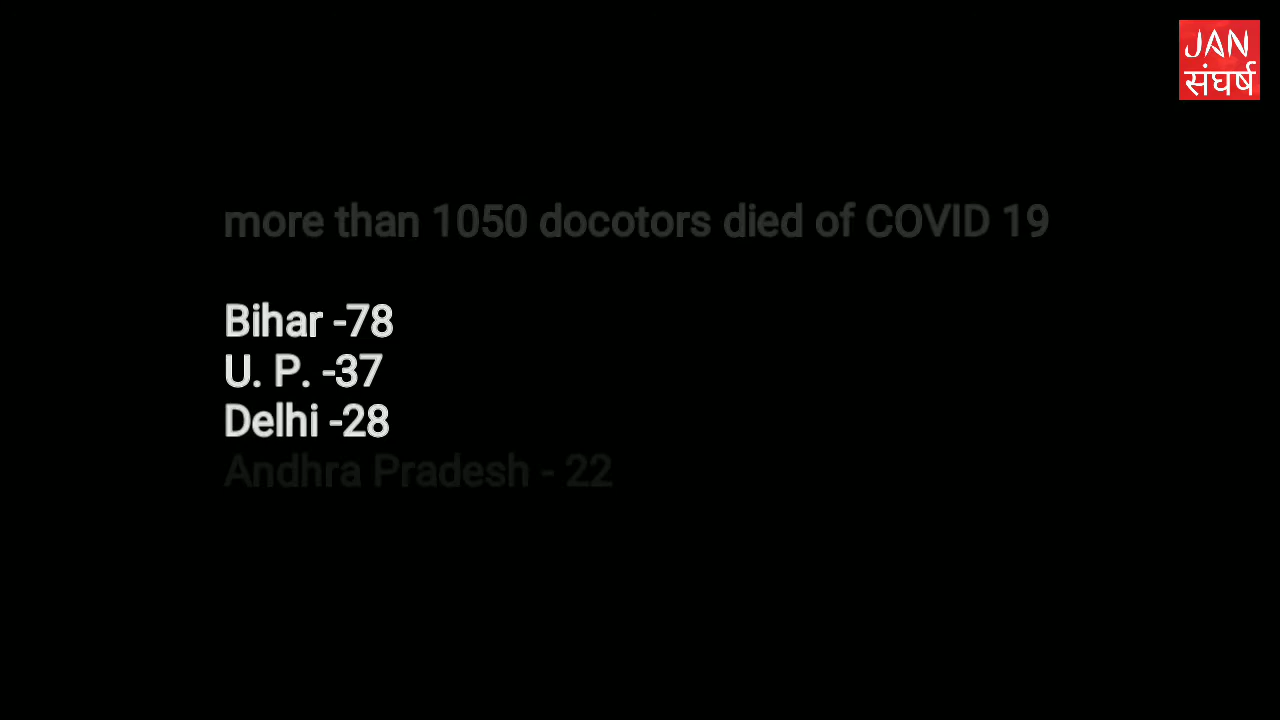 JAN
संघर्ष
more than 1050 docotors died of COVID 19
Bihar -78
U. P. -37
Delhi -28
Andhra Pradesh - 22